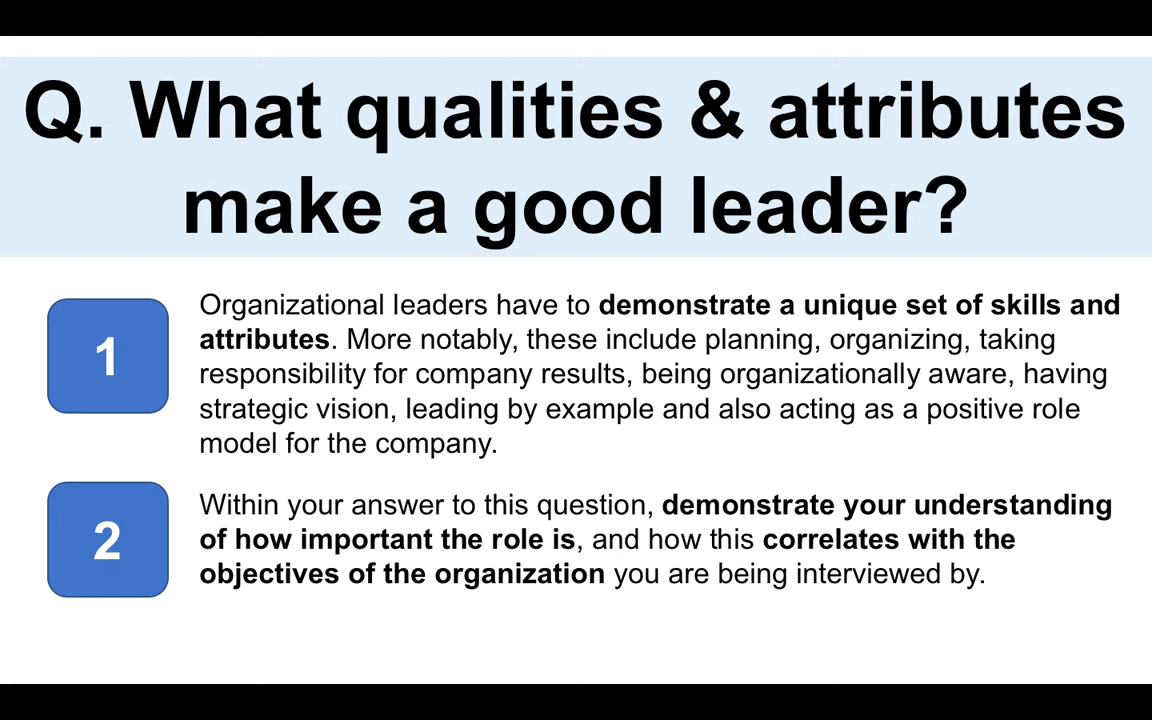 Q. What qualities & attributes
make a good leader?
1
Organizational leaders have to demonstrate a unique set of skills and
attributes. More notably, these include planning, organizing, taking
responsibility for company results, being organizationally aware, having
strategic vision, leading by example and also acting as a positive role
model for the company.
2
Within your answer to this question, demonstrate your understanding
of how important the role is, and how this correlates with the
objectives of the organization you are being interviewed by.